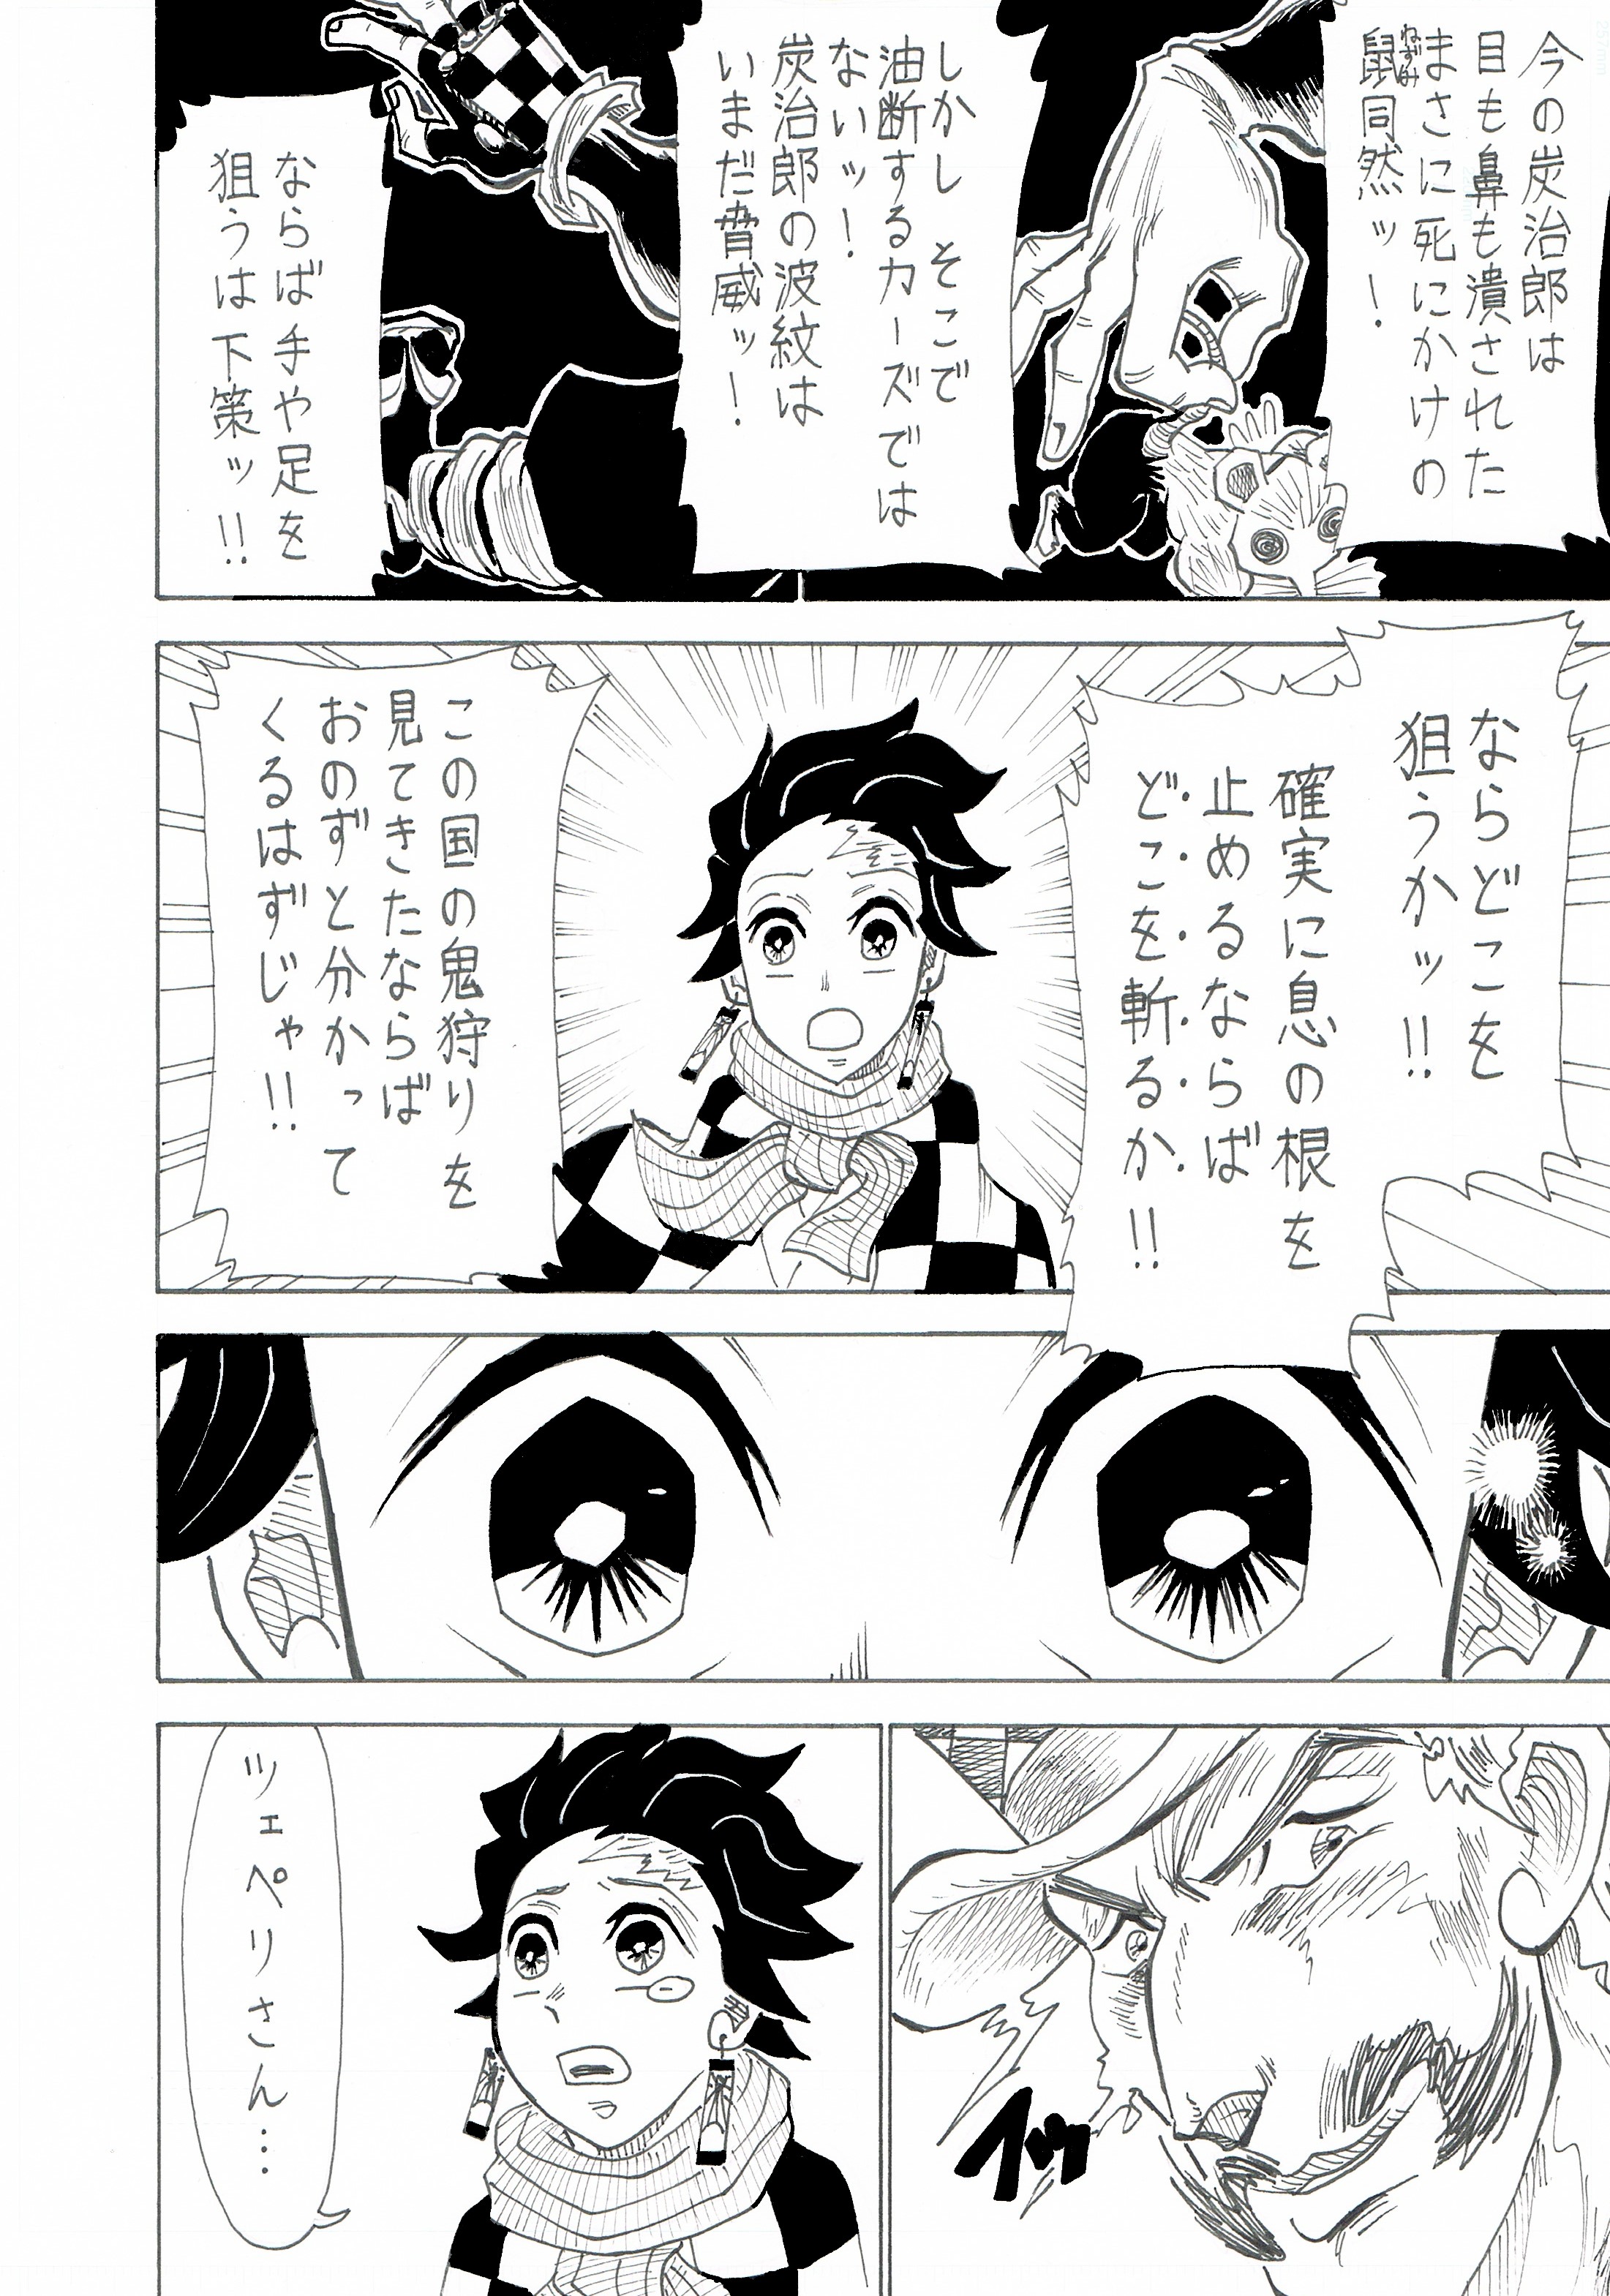 今の炭治郎は
目も鼻も潰された
まさに死にかけの
鼠同然ッ！
ねずみ
しかし そこで
油断するカーズでは
ないッ！
炭治郎の波紋は
いまだ脅威ッ！
ならば手や足を
狙うは下策ッ!!
ならどこを
狙うかッ!!
確実に息の根を
止めるならば
どこを斬るか!!
この国の鬼狩りを
見てきたならば
おのずと分かって
くるはずじゃ!!
フッ
ツェペリさん…